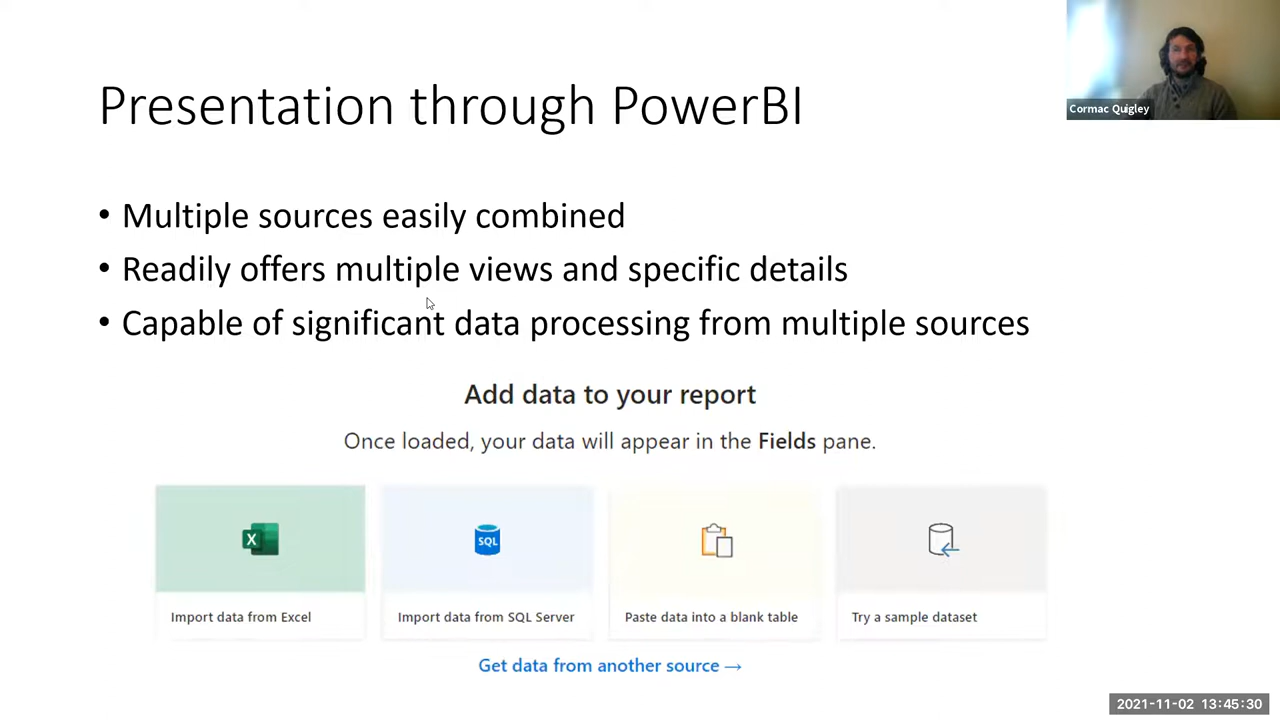 Presentation through PowerBI
Cormac Quigley
• Multiple sources easily combined
• Readily offers multiple views and specific details
• Capable of significant data processing from multiple sources
Add data to your report
Once loaded, your data will appear in the Fields pane.
X
SQL
Import data from Excel
Import data from SQL Server
Paste data into a blank table
Try a sample dataset
Get data from another source →
2021-11-02 13:45:30